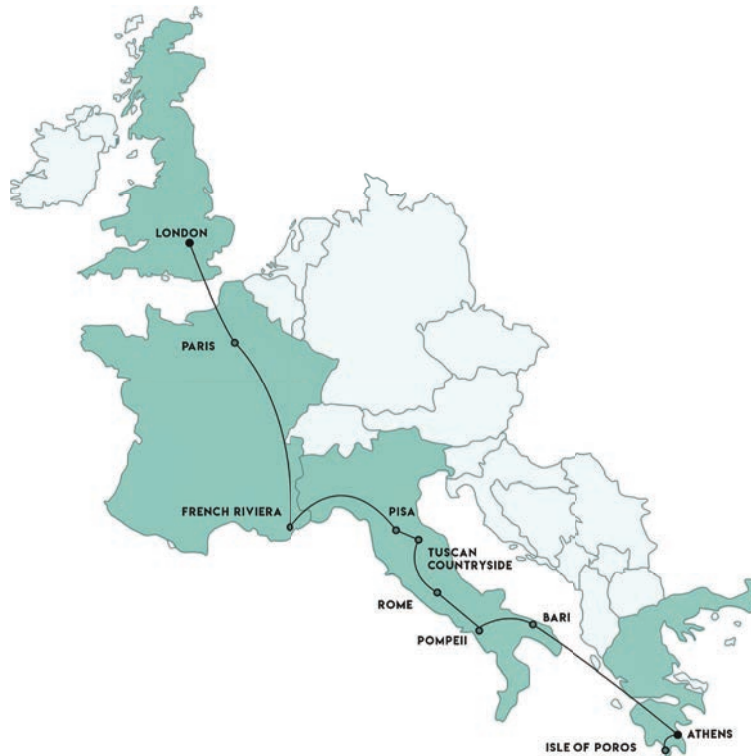 LONDON
PARIS
FRENCH RIVIERA
PISA
TUSCAN
COUNTRYSIDE
ROME
BARI
POMPEII
ATHENS
ISLE OF POROS